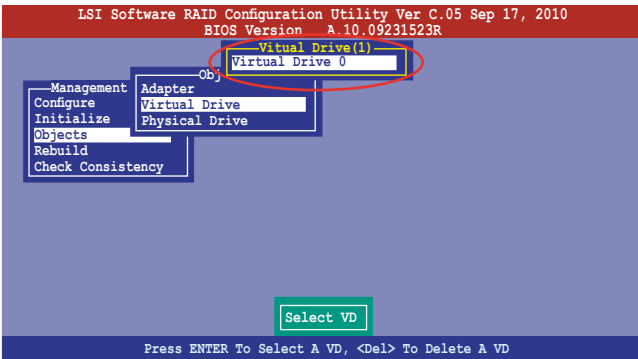 LSI Software RAID Configuration Utility Ver C.05 Sep 17, 2010
BIOS Version A.10.09231523R
Vitual Drive(1)
Virtual Drive 0
Obj
Adapter
Virtual Drive
Physical Drive
Management
Configure
Initialize
Objects
Rebuild
Check Consistency
Select VD
Press ENTER To Select A VD, <Del> To Delete A VD